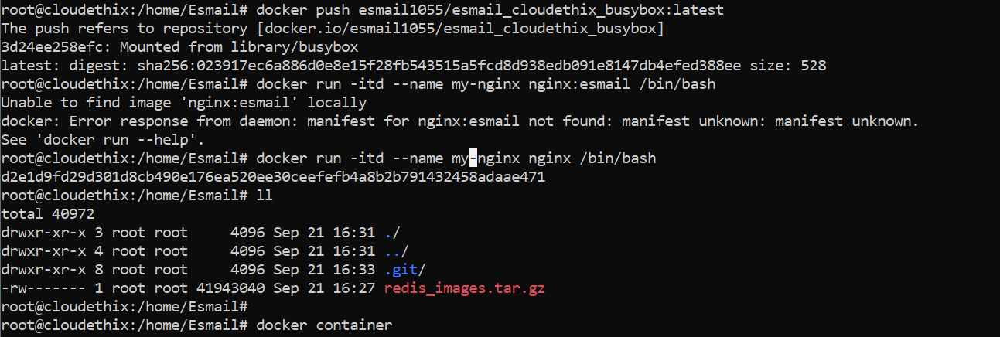 root@cloudethix:/home/Esmail# docker push esmail1055/esmail_cloudethix_busybox:latest
The push refers to repository [docker.io/esmail1055/esmail_cloudethix_busybox]
3d24ee258efc: Mounted from library/busybox
latest: digest: sha256:023917ec6a886d0e8e15f28fb543515a5fcd8d938edb091e8147db4efed388ee size: 528
root@cloudethix:/home/Esmail# docker run -itd --name my-nginx nginx:esmail /bin/bash
Unable to find image 'nginx:esmail' locally
docker: Error response from daemon: manifest for nginx:esmail not found: manifest unknown: manifest unknown.
See 'docker run --help'.
root@cloudethix:/home/Esmail# docker run -itd --name my-nginx nginx /bin/bash
d2e1d9fd29d301d8cb490e176ea520ee30ceefefb4a8b2b791432458adaae471
root@cloudethix:/home/Esmail# ll
total 40972
drwxr-xr-x 3 root root     4096 Sep 21 16:31 ./
drwxr-xr-x 4 root root     4096 Sep 21 16:31 ../
drwxr-xr-x 8 root root     4096 Sep 21 16:33 .git/
-rw------- 1 root root 41943040 Sep 21 16:27 redis_images.tar.gz
root@cloudethix:/home/Esmail#
root@cloudethix:/home/Esmail# docker container